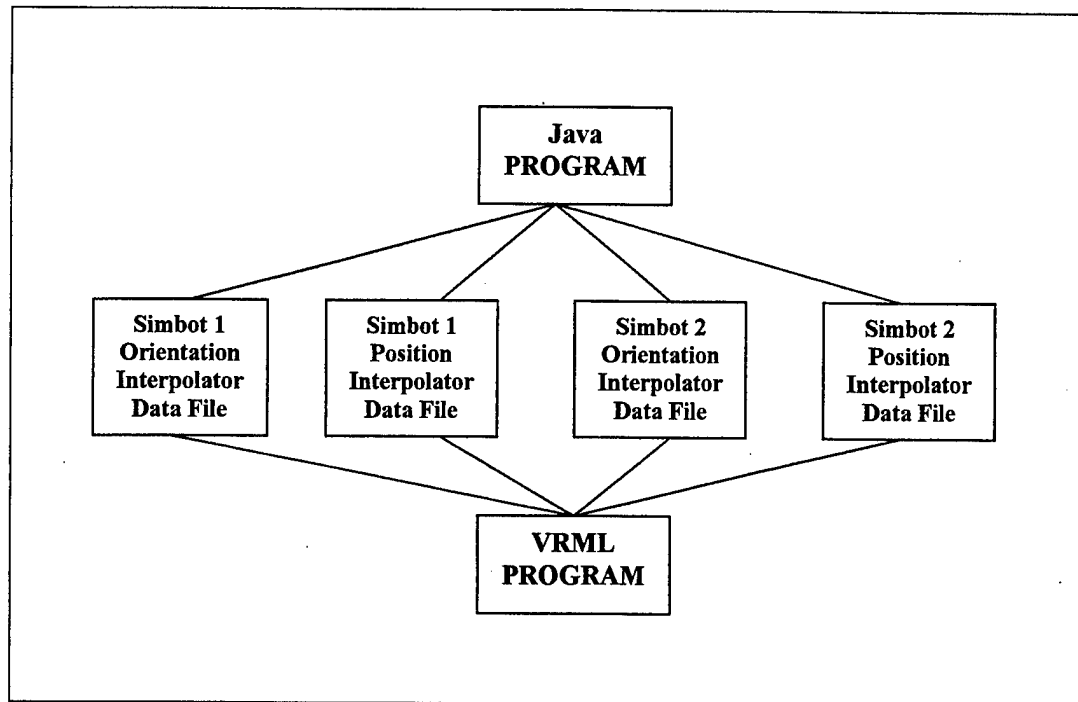 Java
PROGRAM
Simbot 1
Orientation
Interpolator
Data File
Simbot 1
Position
Interpolator
Data File
Simbot 2
Orientation
Interpolator
Data File
Simbot 2
Position
Interpolator
Data File
VRML
PROGRAM